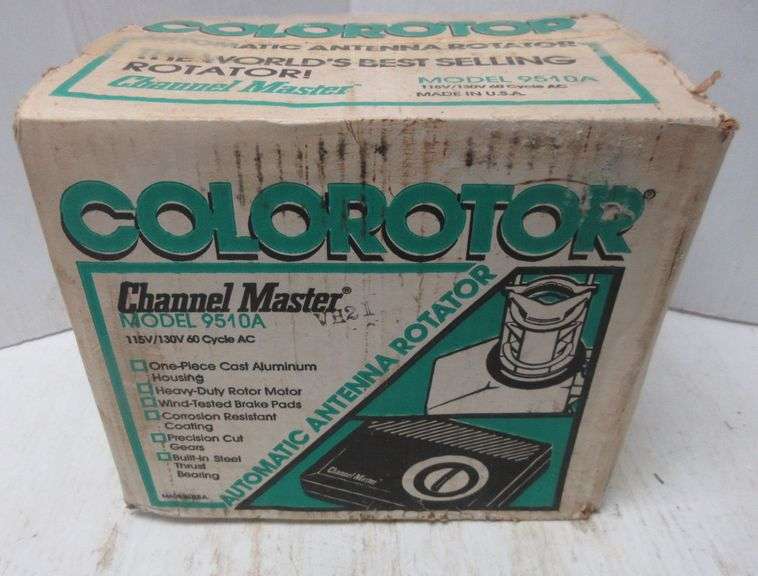 COLOROTOR
AUTOMATIC ANTENNA ROTATOR
THE WORLD'S BEST SELLING
ROTATOR!
Channel Master
MODEL 9510A
115V/130V 60 Cycle AC
MADE IN U.S.A.
COLOROTOR®
Channel Master®
MODEL 9510A
VH21
115V/130V 60 Cycle AC
One-Piece Cast Aluminum
Housing
Heavy-Duty Rotor Motor
Wind-Tested Brake Pads
Corrosion Resistant
Coating
Precision Cut
Gears
Built-in Steel
Thrust
Bearing
MADE IN U.S.A.
AUTOMATIC ANTENNA ROTATOR
Channel Master